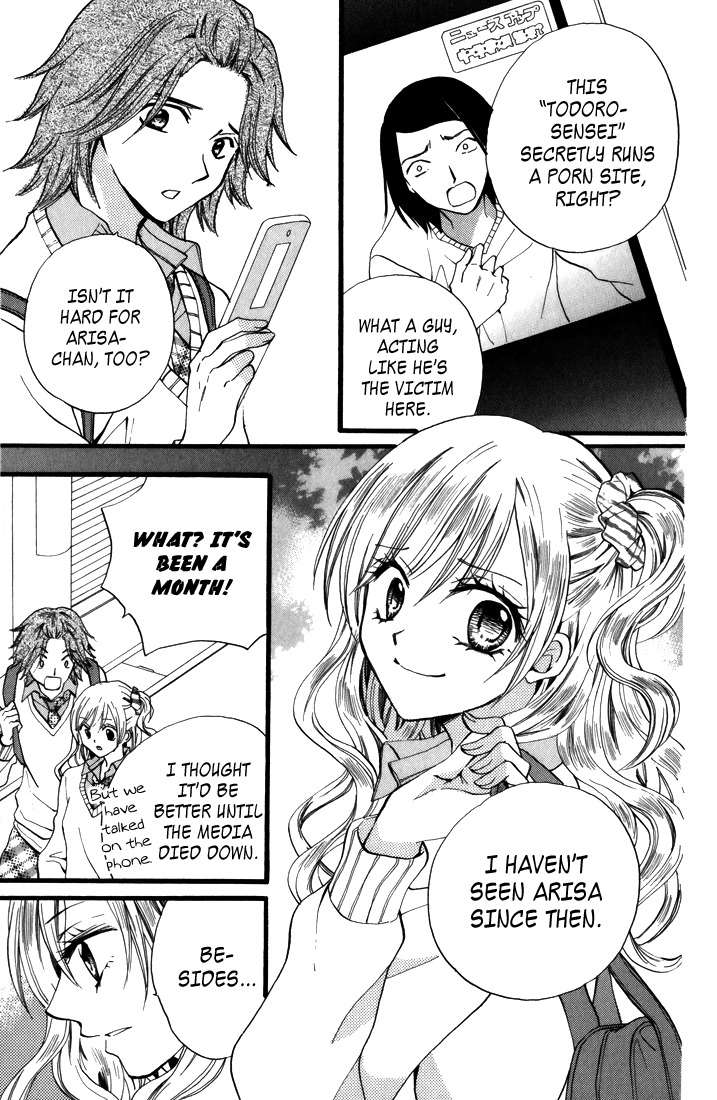 ニュースアップ
THIS
"TODORO-
SENSEI"
SECRETLY RUNS
A PORN SITE,
RIGHT?
WHAT A GUY,
ACTING
LIKE HE'S
THE VICTIM
HERE.
ISN'T IT
HARD FOR
ARISA-
CHAN, TOO?
I HAVEN'T
SEEN ARISA
SINCE THEN.
WHAT? IT'S
BEEN A
MONTH!
I THOUGHT
IT'D BE
BETTER UNTIL
THE MEDIA
DIED DOWN.
But we
have
talked
on the
phone
BE-
SIDES...